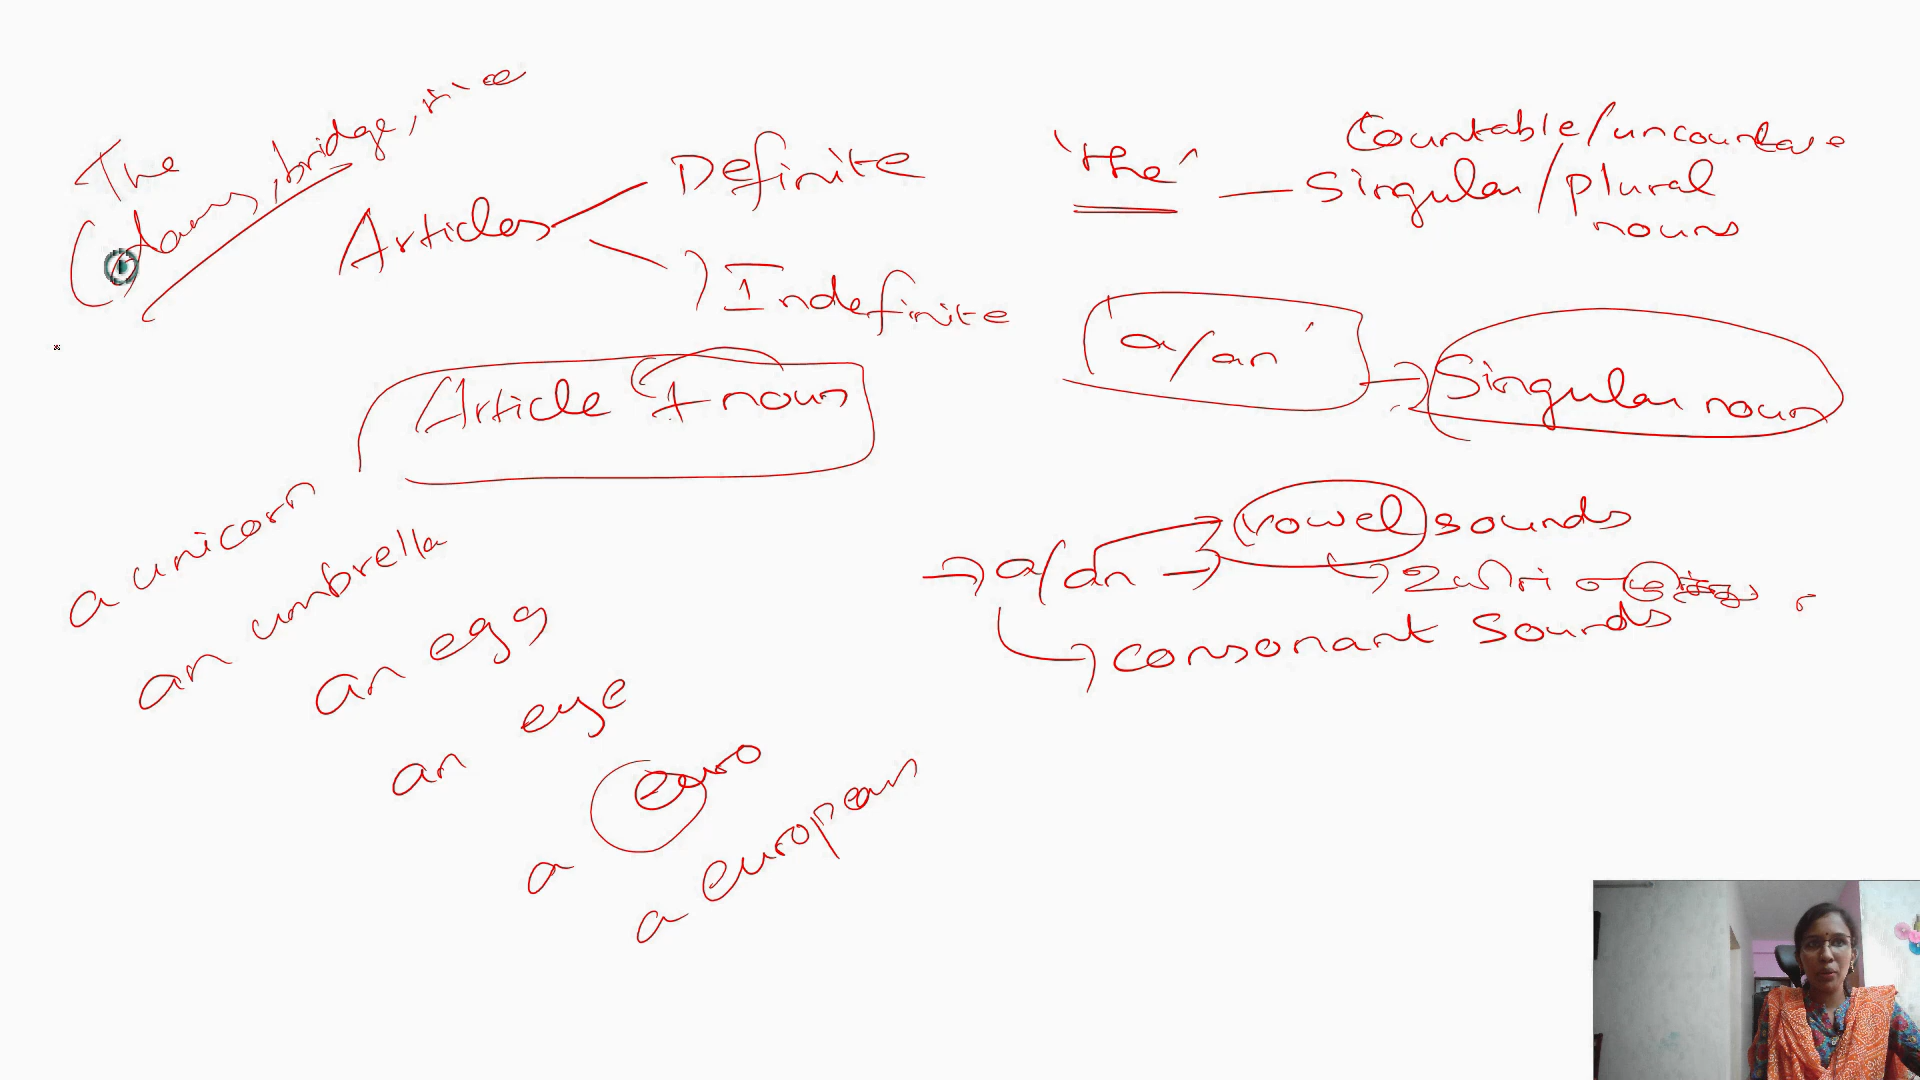 The
dams, bridge, rice
Articles
Definite
Indefinite
'the' — Countable/uncountable
Singular/plural
nouns
'a/an' → Singular noun
Article + noun
→ a/an → vowel sounds
→ consonant sounds
a unicorn
an umbrella
an egg
an eye
a euro
a european